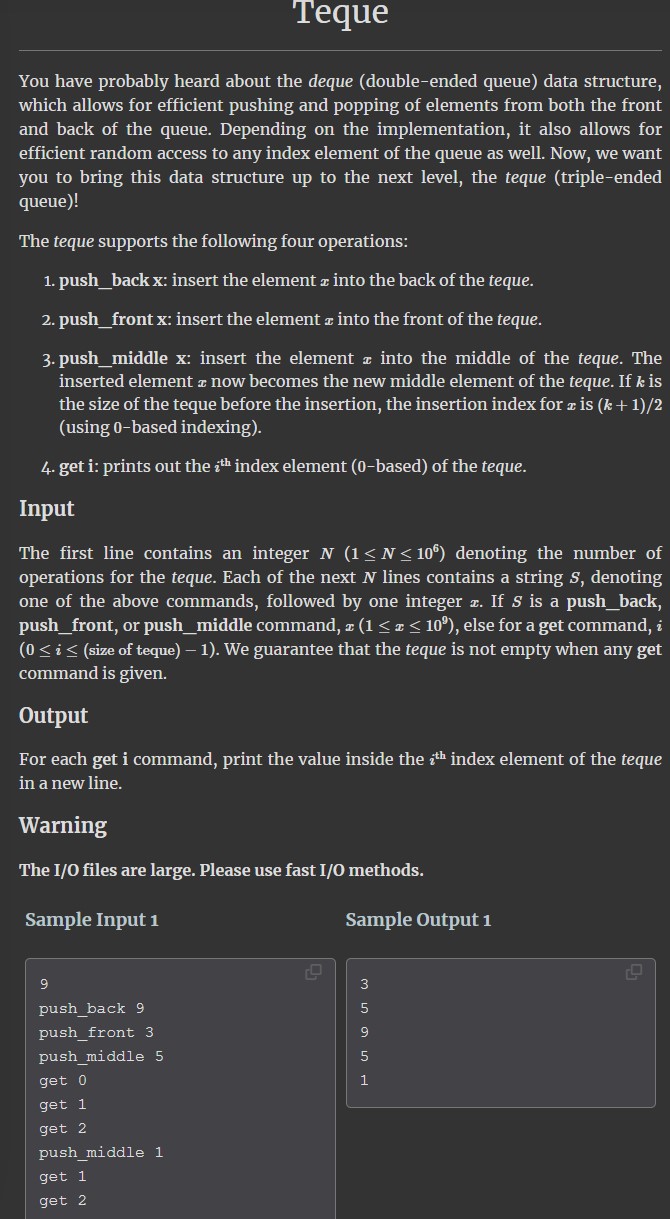 Teque
You have probably heard about the deque (double-ended queue) data structure,
which allows for efficient pushing and popping of elements from both the front
and back of the queue. Depending on the implementation, it also allows for
efficient random access to any index element of the queue as well. Now, we want
you to bring this data structure up to the next level, the teque (triple-ended
queue)!
The teque supports the following four operations:
1. push_back x: insert the element x into the back of the teque.
2. push_front x: insert the element x into the front of the teque.
3. push_middle x: insert the element x into the middle of the teque. The
inserted element x now becomes the new middle element of the teque. If k is
the size of the teque before the insertion, the insertion index for x is (k + 1)/2
(using 0-based indexing).
4. get i: prints out the i^th index element (0-based) of the teque.
Input
The first line contains an integer N (1 ≤ N ≤ 10^6) denoting the number of
operations for the teque. Each of the next N lines contains a string S, denoting
one of the above commands, followed by one integer x. If S is a push_back,
push_front, or push_middle command, x (1 ≤ x ≤ 10^9), else for a get command, i
(0 ≤ i ≤ (size of teque) − 1). We guarantee that the teque is not empty when any get
command is given.
Output
For each get i command, print the value inside the i^th index element of the teque
in a new line.
Warning
The I/O files are large. Please use fast I/O methods.
Sample Input 1
9
push_back 9
push_front 3
push_middle 5
get 0
get 1
get 2
push_middle 1
get 1
get 2
Sample Output 1
3
5
9
5
1